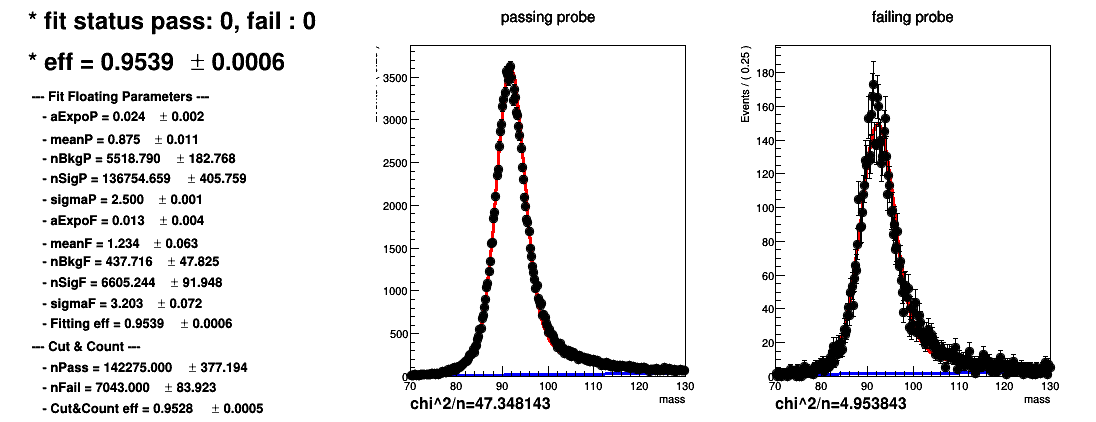 * fit status pass: 0, fail : 0
* eff = 0.9539 ± 0.0006
--- Fit Floating Parameters ---
- aExpoP = 0.024 ± 0.002
- meanP = 0.875 ± 0.011
- nBkgP = 5518.790 ± 182.768
- nSigP = 136754.659 ± 405.759
- sigmaP = 2.500 ± 0.001
- aExpoF = 0.013 ± 0.004
- meanF = 1.234 ± 0.063
- nBkgF = 437.716 ± 47.825
- nSigF = 6605.244 ± 91.948
- sigmaF = 3.203 ± 0.072
- Fitting eff = 0.9539 ± 0.0006
--- Cut & Count ---
- nPass = 142275.000 ± 377.194
- nFail = 7043.000 ± 83.923
- Cut&Count eff = 0.9528 ± 0.0005
passing probe
3500
3000
2500
2000
1500
1000
500
0
70 80 90 100 110 120 130
mass
chi^2/n=47.348143
failing probe
Events / ( 0.25 )
180
160
140
120
100
80
60
40
20
0
70 80 90 100 110 120 130
mass
chi^2/n=4.953843